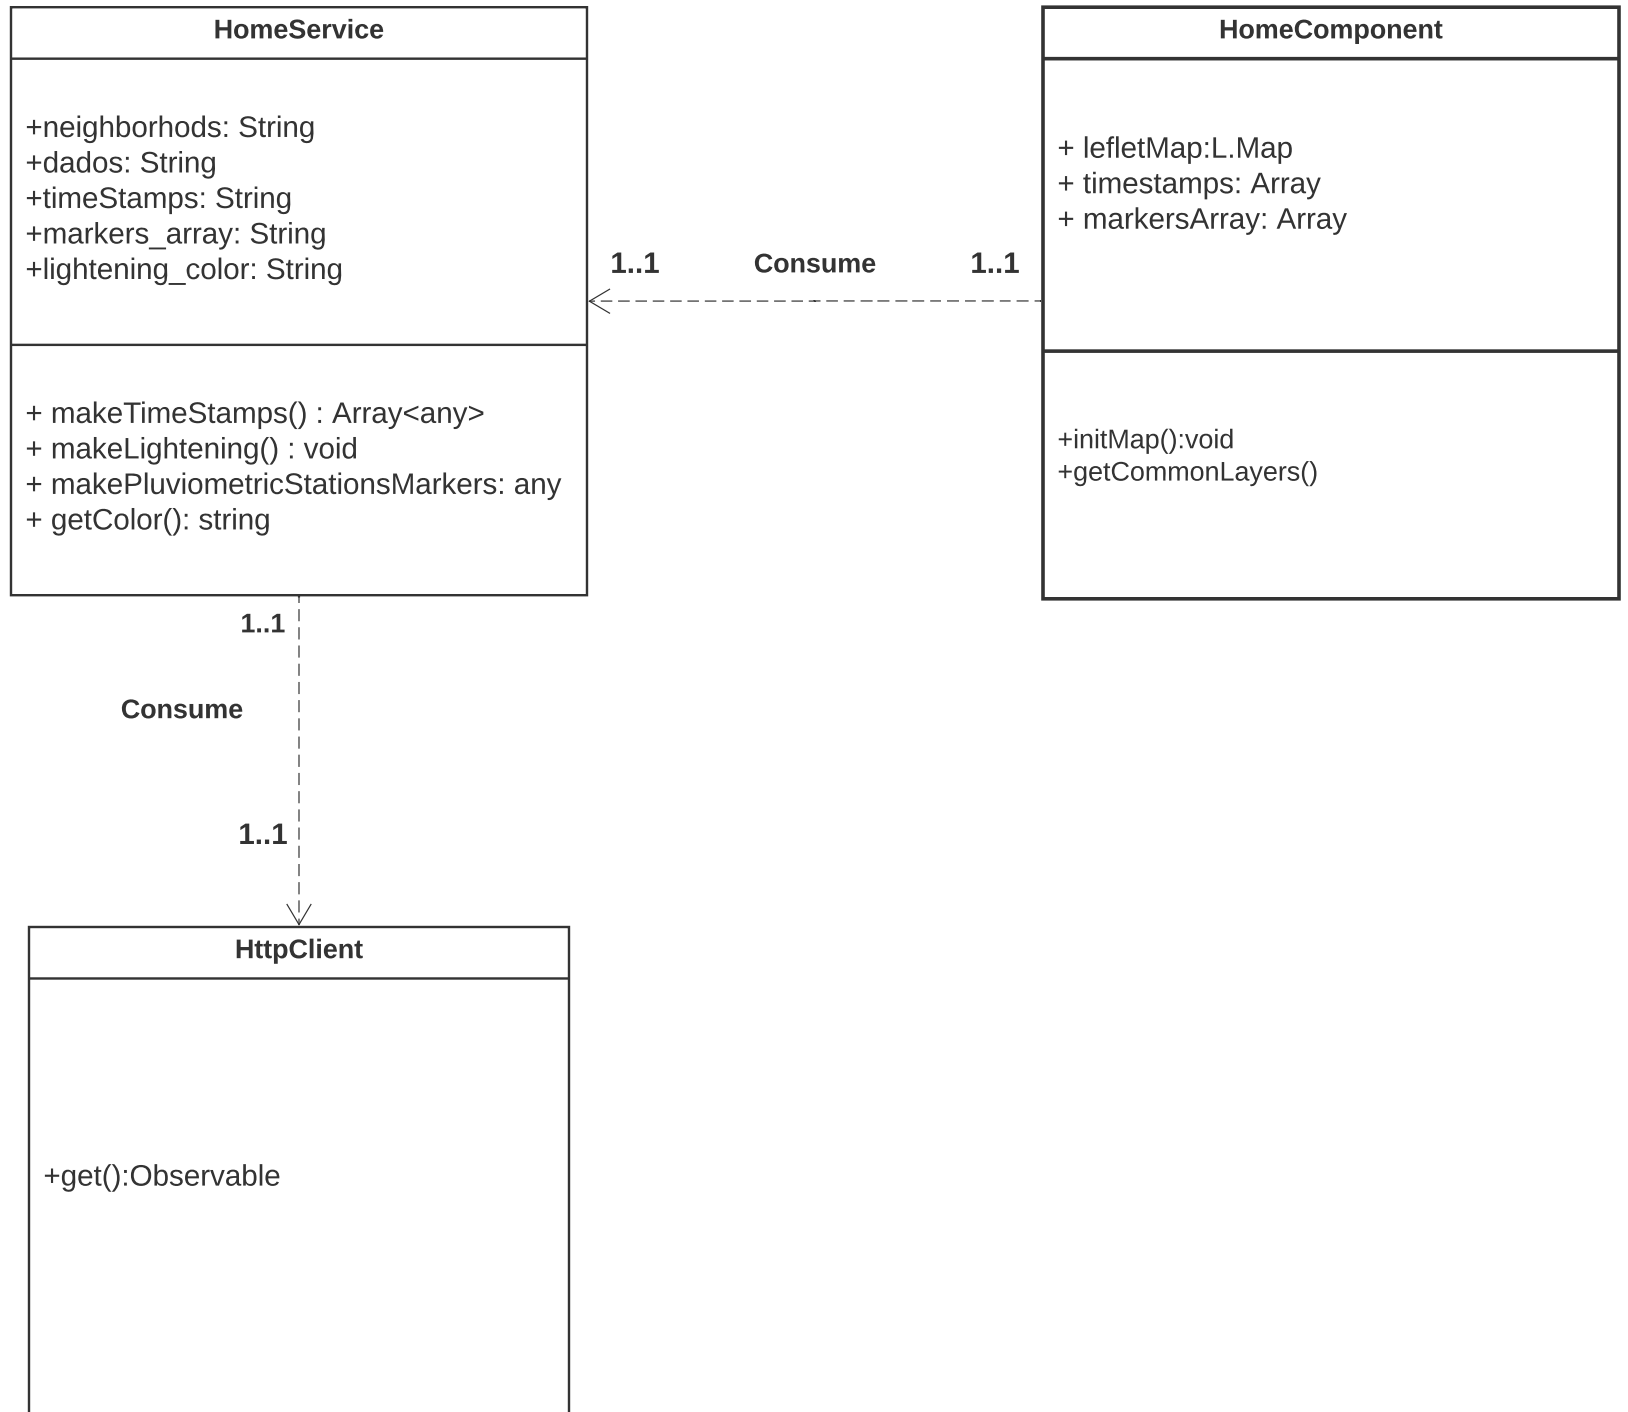 HomeService
+neighborhods: String
+dados: String
+timeStamps: String
+markers_array: String
+lightening_color: String
+ makeTimeStamps() : Array<any>
+ makeLightening() : void
+ makePluviometricStationsMarkers: any
+ getColor(): string
1..1 Consume 1..1
HomeComponent
+ lefletMap:L.Map
+ timestamps: Array
+ markersArray: Array
+initMap():void
+getCommonLayers()
1..1
Consume
1..1
HttpClient
+get():Observable